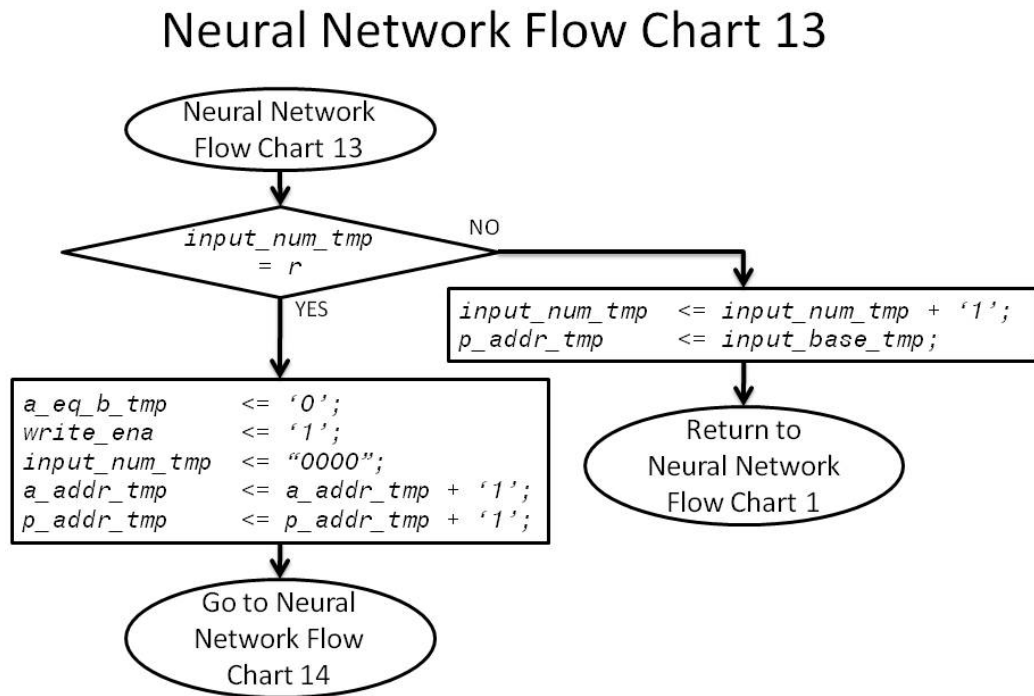 Neural Network Flow Chart 13
Neural Network
Flow Chart 13
input_num_tmp
= r
NO
YES
input_num_tmp <= input_num_tmp + ‘1’;
p_addr_tmp <= input_base_tmp;
a_eq_b_tmp <= ‘0’;
write_ena <= ‘1’;
input_num_tmp <= “0000”;
a_addr_tmp <= a_addr_tmp + ‘1’;
p_addr_tmp <= p_addr_tmp + ‘1’;
Return to
Neural Network
Flow Chart 1
Go to Neural
Network Flow
Chart 14